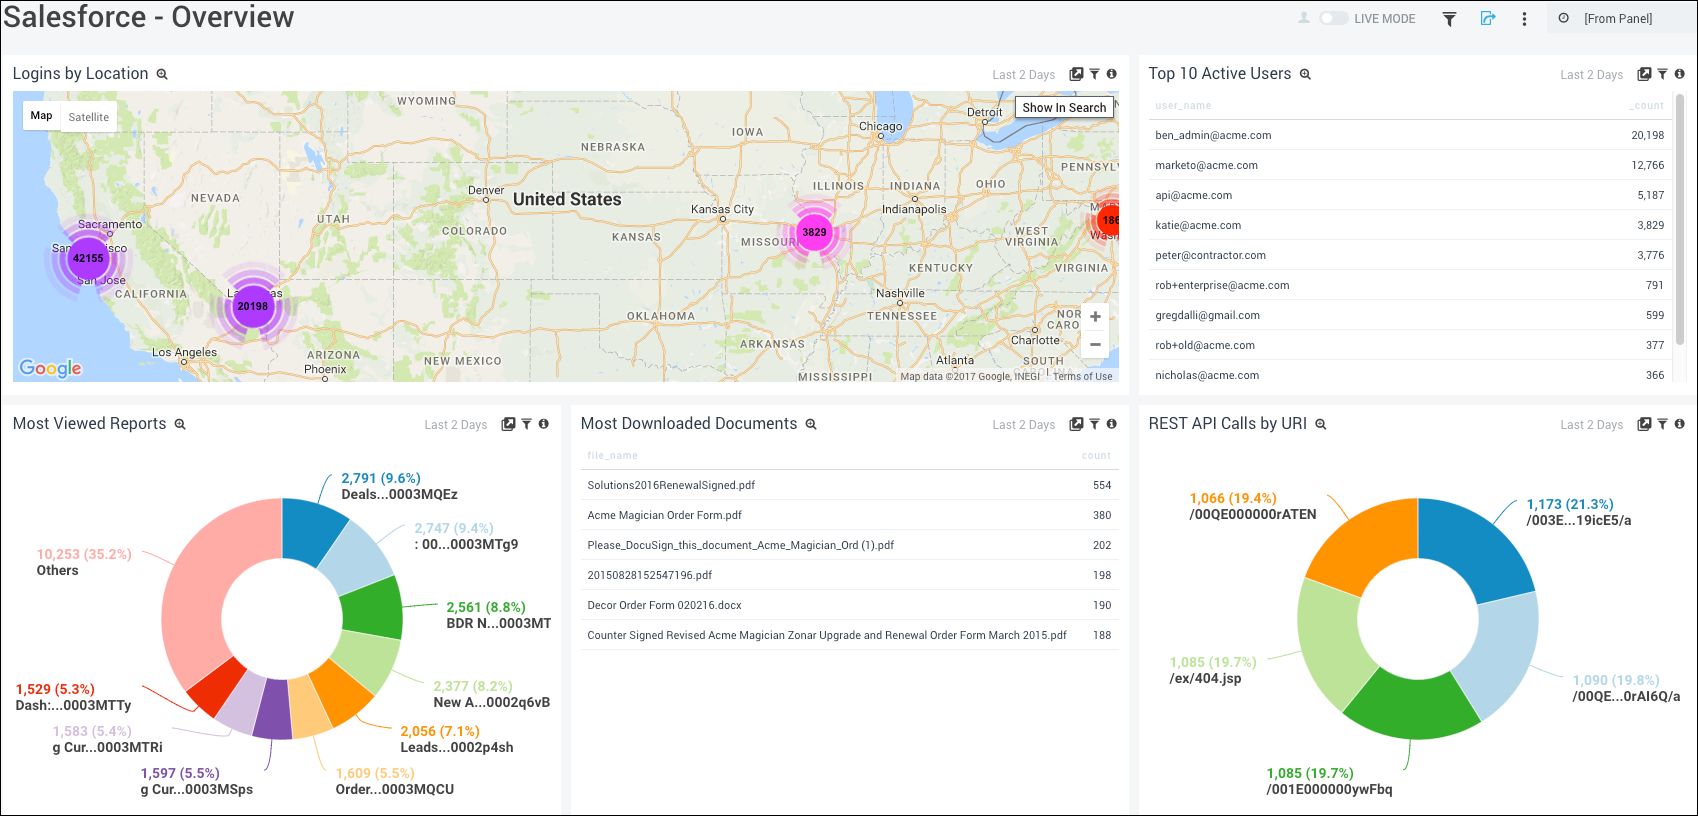 Salesforce - Overview
LIVE MODE
[From Panel]
Logins by Location
Last 2 Days
Map
Satellite
Show In Search
WYOMING
IOWA
Chicago
Detroit
NEBRASKA
PENNSYLV
NEVADA
UTAH
Denver
United States
ILLINOIS
INDIANA
OHIO
Indianapolis
Kansas City
Sacramento
COLORADO
KANSAS
MISSOUR
3829
WEST
VIRGINIA
186
Wash
San
isco
42155
San Jose
CALIFORNIA
KENTUCKY
VIRGINIA
20198
Nashville
TENNESSEE
OKLAHOMA
NOR
CAROL
Charlotte
Los Angeles
ARIZONA
Phoenix
NEW MEXICO
ARKANSAS
Atlanta
SOUTH
CAROLINA
MISSISSIPPI
Google
Map data ©2017 Google, INEGI
Terms of Use
Top 10 Active Users
Last 2 Days
user_name _count
ben_admin@acme.com 20,198
marketo@acme.com 12,766
api@acme.com 5,187
katie@acme.com 3,829
peter@contractor.com 3,776
rob+enterprise@acme.com 791
gregdalli@gmail.com 599
rob+old@acme.com 377
nicholas@acme.com 366
Most Viewed Reports
Last 2 Days
2,791 (9.6%)
Deals...0003MQEz
2,747 (9.4%)
: 00...0003MTg9
10,253 (35.2%)
Others
2,561 (8.8%)
BDR N...0003MT
2,377 (8.2%)
New A...0002q6vB
1,529 (5.3%)
Dash:...0003MTTy
2,056 (7.1%)
Leads...0002p4sh
1,583 (5.4%)
g Cur...0003MTRi
1,597 (5.5%)
g Cur...0003MSps
1,609 (5.5%)
Order...0003MQCU
Most Downloaded Documents
Last 2 Days
file_name count
Solutions2016RenewalSigned.pdf 554
Acme Magician Order Form.pdf 380
Please_DocuSign_this_document_Acme_Magician_Ord (1).pdf 202
20150828152547196.pdf 198
Decor Order Form 020216.docx 190
Counter Signed Revised Acme Magician Zonar Upgrade and Renewal Order Form March 2015.pdf 188
REST API Calls by URI
Last 2 Days
1,066 (19.4%)
/00QE000000rATEN
1,173 (21.3%)
/003E...19icE5/a
1,085 (19.7%)
/ex/404.jsp
1,090 (19.8%)
/00QE...0rAI6Q/a
1,085 (19.7%)
/001E000000ywFbq